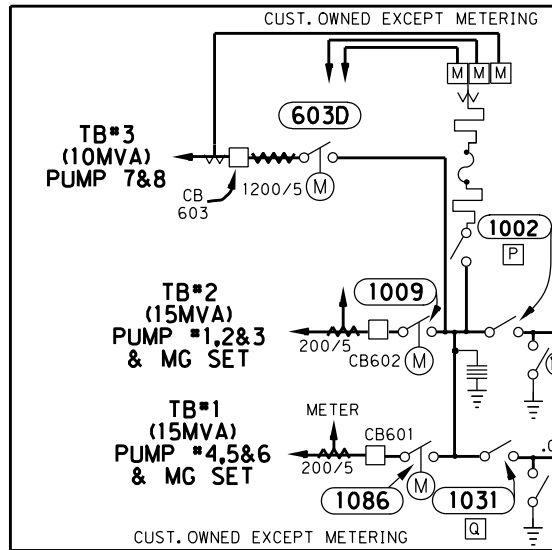 CUST. OWNED EXCEPT METERING
M M M
603D
TB#3
(10MVA)
PUMP 7&8
CB
603
1200/5
M
1002
P
TB#2
(15MVA)
PUMP #1,2&3
& MG SET
1009
200/5
CB602
M
TB#1
(15MVA)
PUMP #4,5&6
& MG SET
METER
CB601
200/5
1086
M
1031
Q
CUST. OWNED EXCEPT METERING